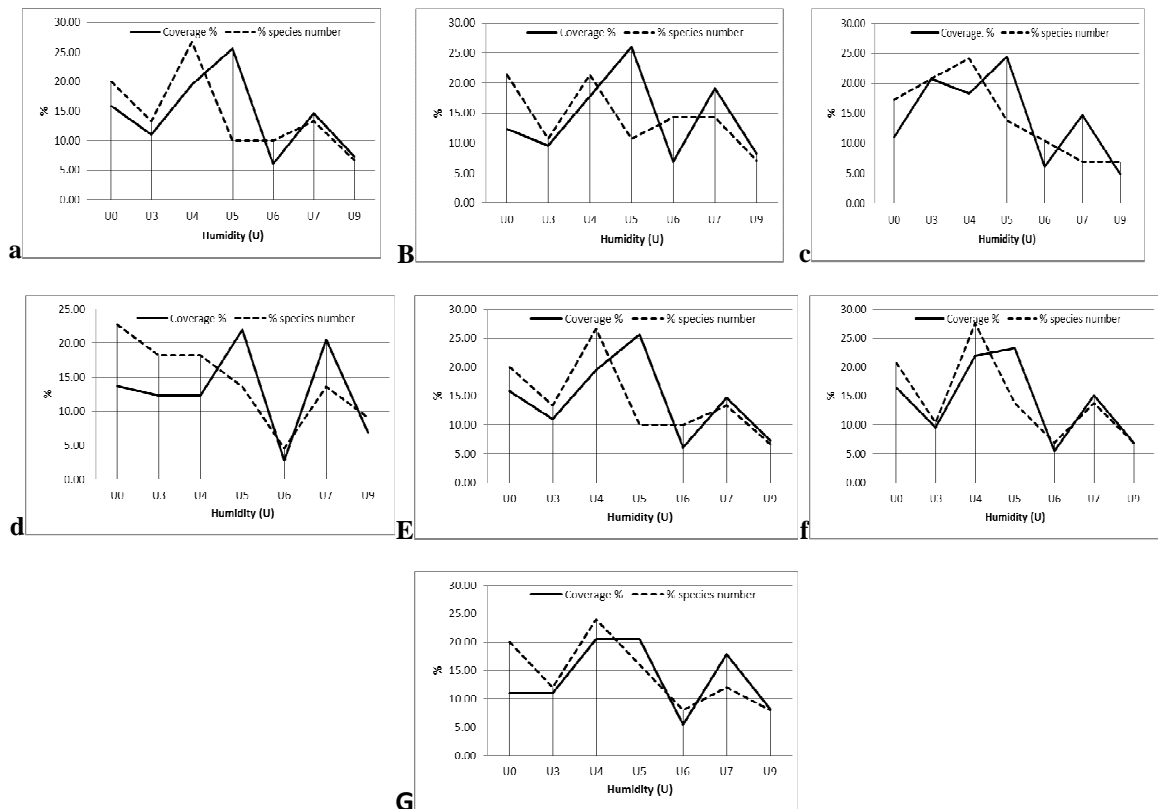 30.00
Coverage % % species number
25.00
20.00
%
15.00
10.00
5.00
0.00
U0 U3 U4 U5 U6 U7 U9
Humidity (U)
a
30.00
Coverage % % species number
25.00
20.00
%
15.00
10.00
5.00
0.00
U0 U3 U4 U5 U6 U7 U9
Humidity (U)
B
30.00
Coverage. % % species number
25.00
20.00
%
15.00
10.00
5.00
0.00
U0 U3 U4 U5 U6 U7 U9
Humidity (U)
c
25.00
Coverage % % species number
20.00
15.00
%
10.00
5.00
0.00
U0 U3 U4 U5 U6 U7 U9
Humidity (U)
d
30.00
Coverage % % species number
25.00
20.00
%
15.00
10.00
5.00
0.00
U0 U3 U4 U5 U6 U7 U9
Humidity (U)
E
30.00
Coverage % % species number
25.00
20.00
%
15.00
10.00
5.00
0.00
U0 U3 U4 U5 U6 U7 U9
Humidity (U)
f
30.00
Coverage % % species number
25.00
20.00
%
15.00
10.00
5.00
0.00
U0 U3 U4 U5 U6 U7 U9
Humidity (U)
G